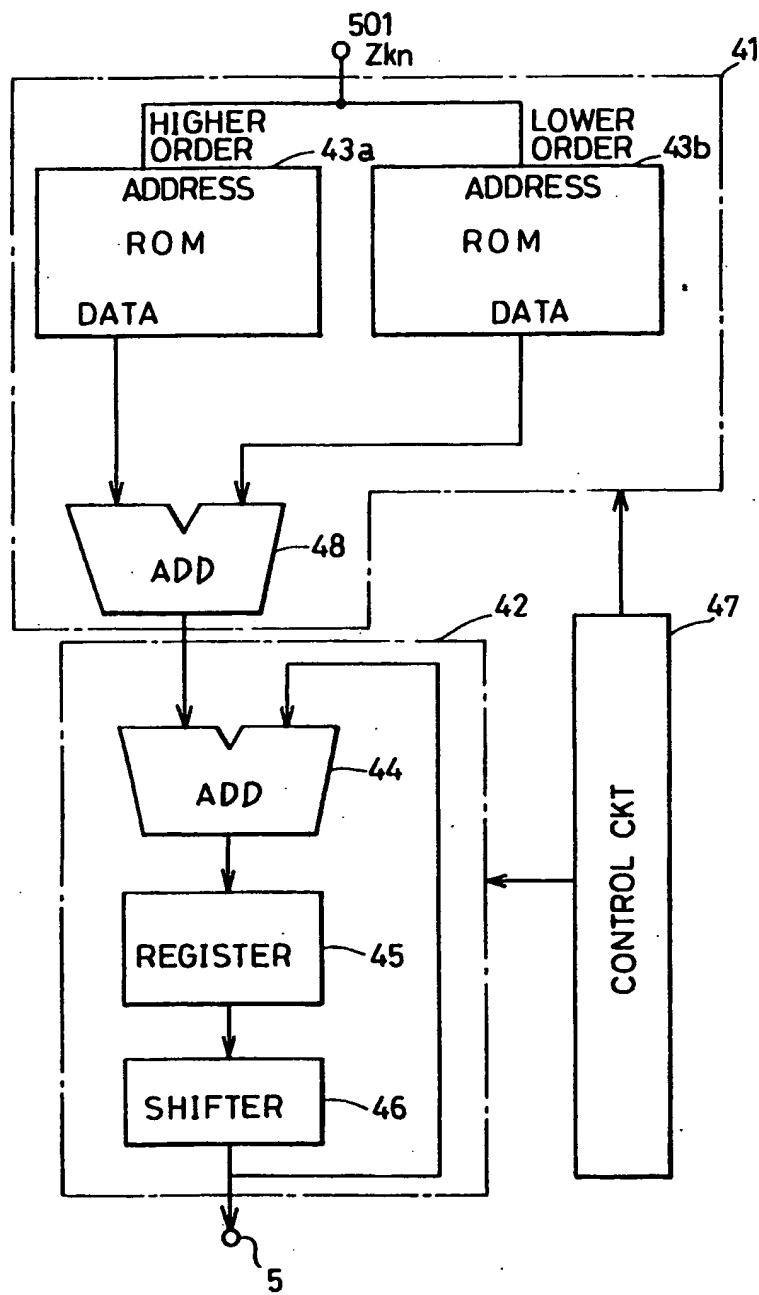 501
Zkn
41
HIGHER
ORDER
43a
LOWER
ORDER
43b
ADDRESS
ROM
DATA
ADDRESS
ROM
DATA
ADD
48
42
47
ADD
44
CONTROL CKT
REGISTER
45
SHIFTER
46
5